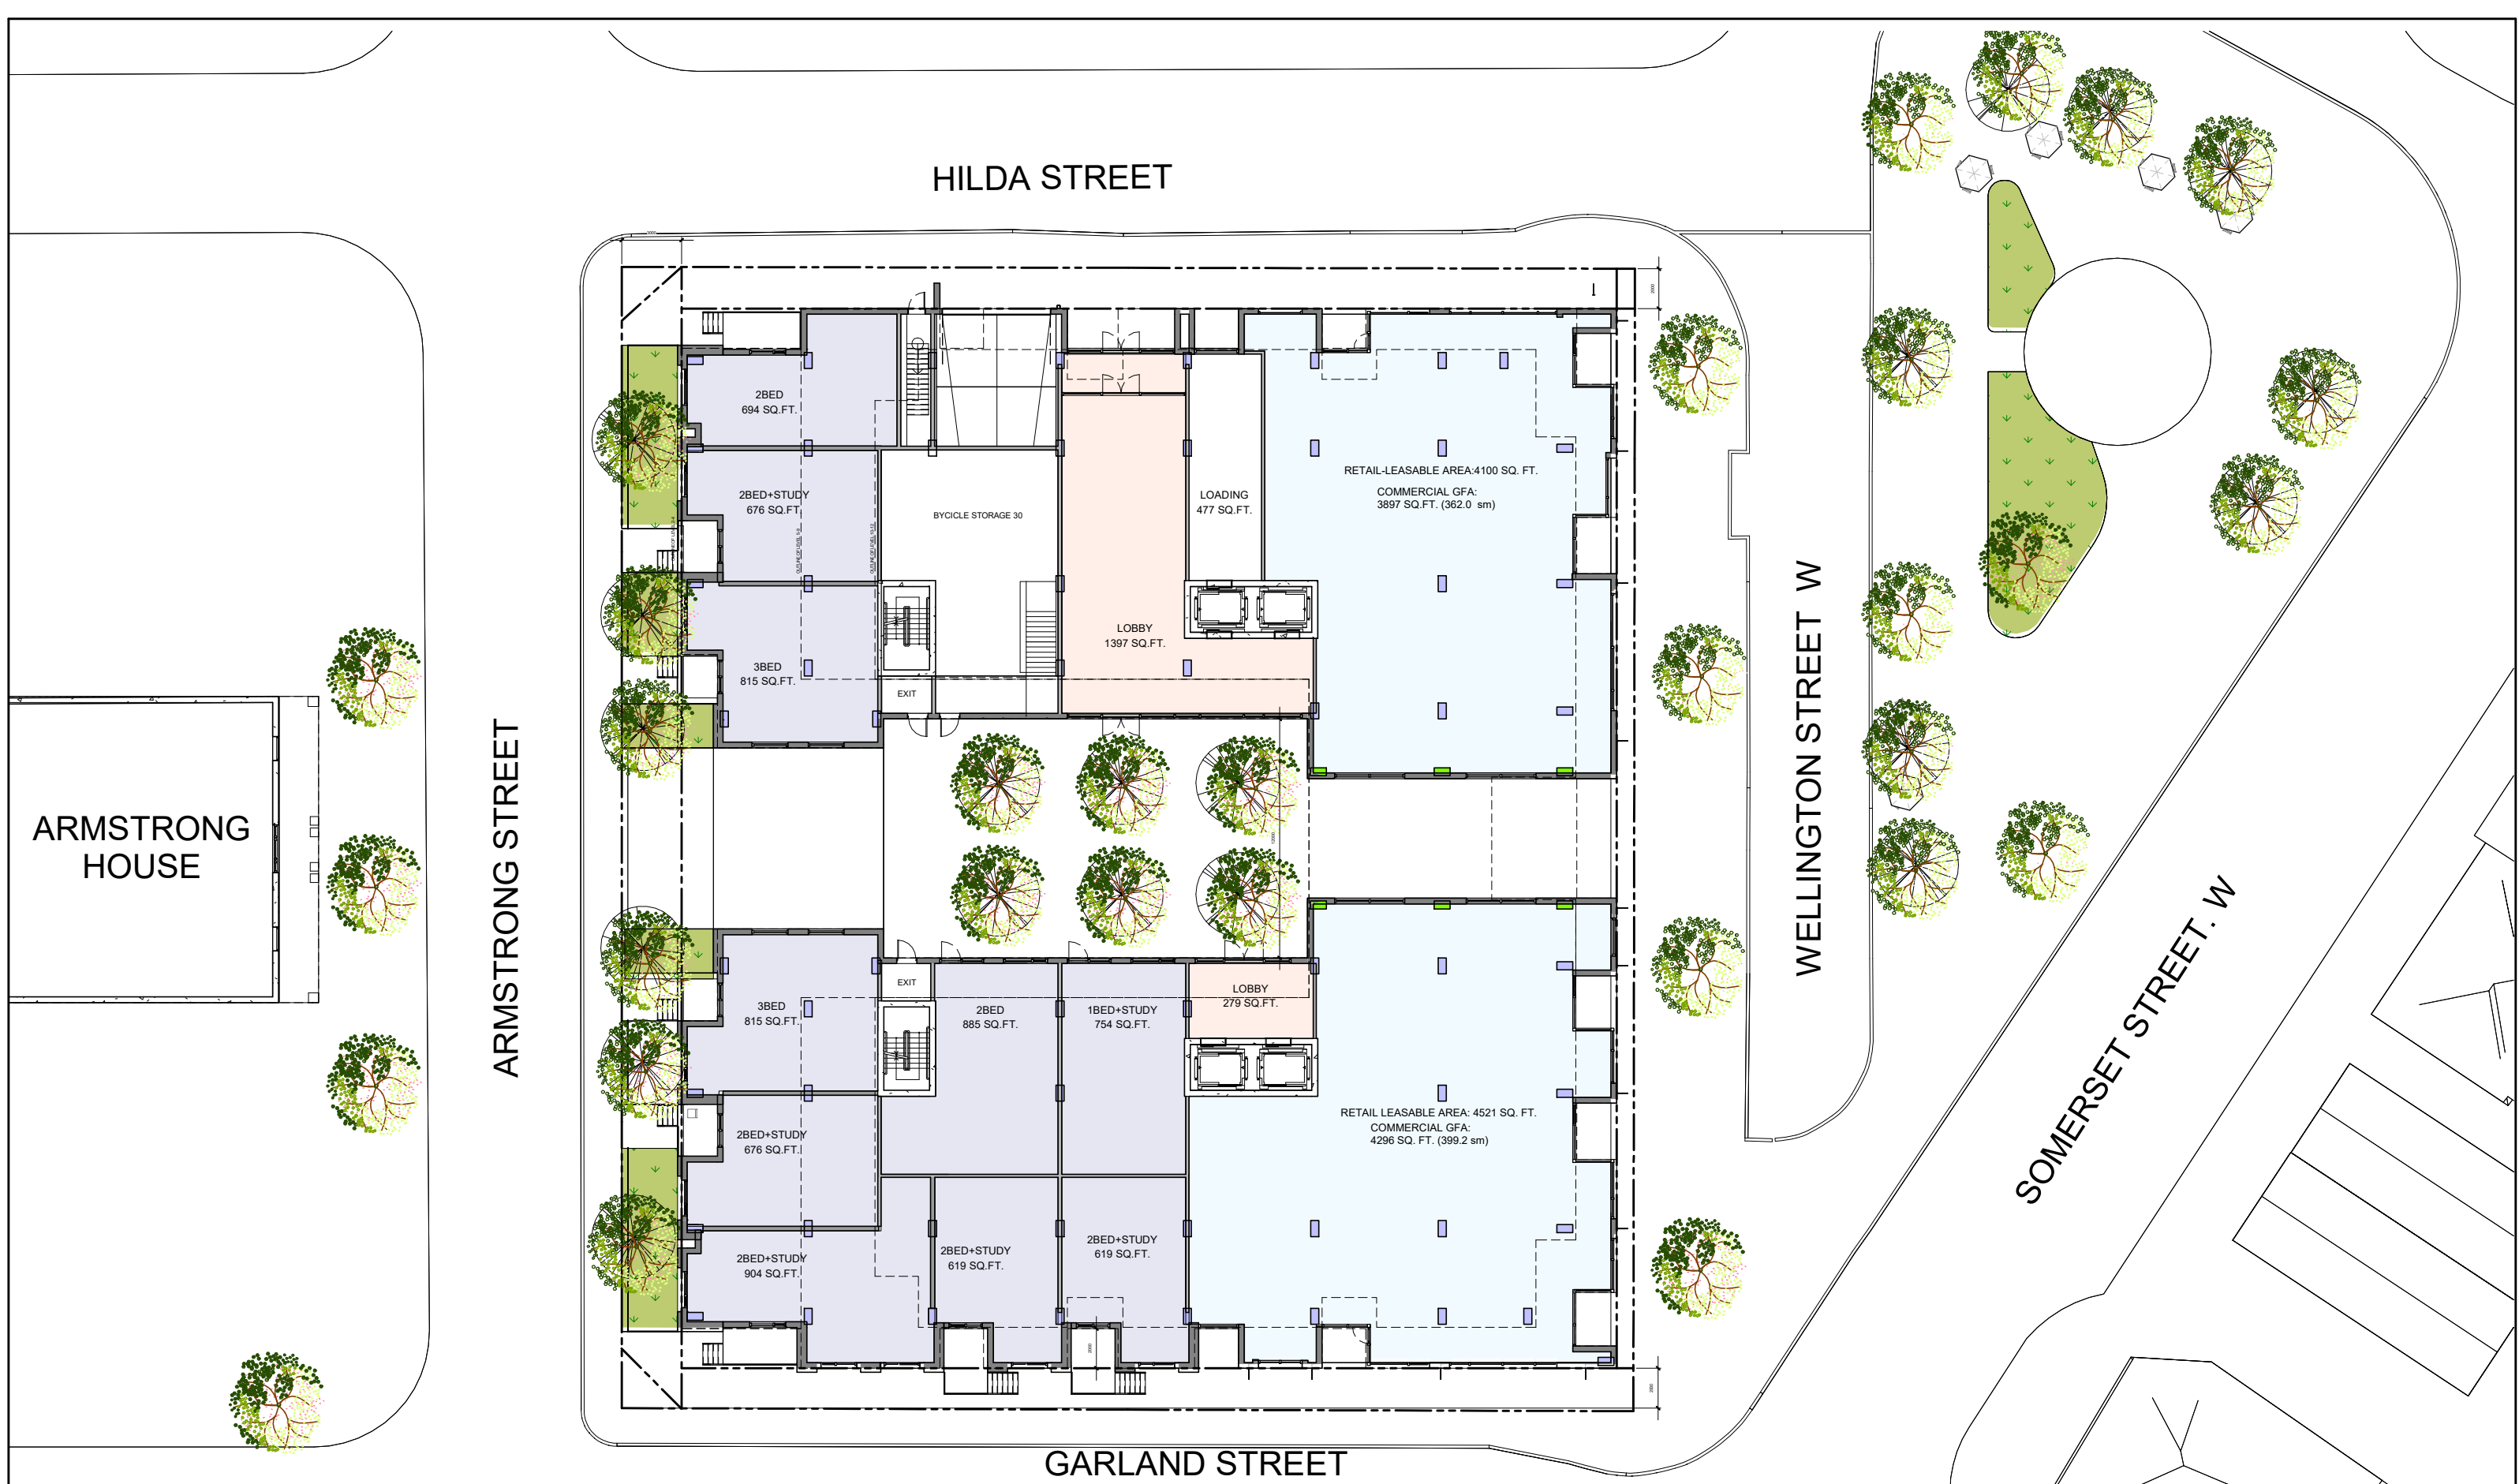 HILDA STREET
2BED
694 SQ.FT.
2BED+STUDY
676 SQ.FT.
BYCICLE STORAGE 30
LOADING
477 SQ.FT.
RETAIL-LEASABLE AREA:4100 SQ. FT.
COMMERCIAL GFA:
3897 SQ.FT. (362.0 sm)
3BED
815 SQ.FT.
EXIT
LOBBY
1397 SQ.FT.
ARMSTRONG
HOUSE
ARMSTRONG STREET
WELLINGTON STREET W
SOMERSET STREET. W
3BED
815 SQ.FT.
EXIT
2BED
885 SQ.FT.
1BED+STUDY
754 SQ.FT.
LOBBY
279 SQ.FT.
2BED+STUDY
676 SQ.FT.
RETAIL LEASABLE AREA: 4521 SQ. FT.
COMMERCIAL GFA:
4296 SQ. FT. (399.2 sm)
2BED+STUDY
904 SQ.FT.
2BED+STUDY
619 SQ.FT.
2BED+STUDY
619 SQ.FT.
GARLAND STREET